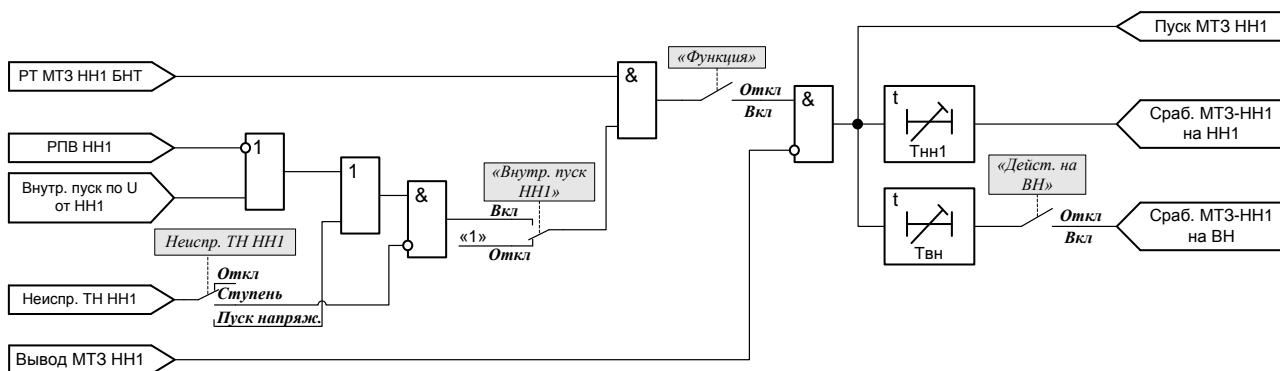 Пуск МТЗ НН1
«Функция»
РТ МТЗ НН1 БНТ
&
Откл
Вкл
&
t
Тнн1
Сраб. МТЗ-НН1
на НН1
РПВ НН1
1
Внутр. пуск по U
от НН1
1
&
«Внутр. пуск
НН1»
Вкл
«1»
Откл
t
Твн
«Дейст. на
ВН»
Откл
Вкл
Сраб. МТЗ-НН1
на ВН
Неиспр. ТН НН1
Откл
Неиспр. ТН НН1
Ступень
Пуск напряж.
Вывод МТЗ НН1